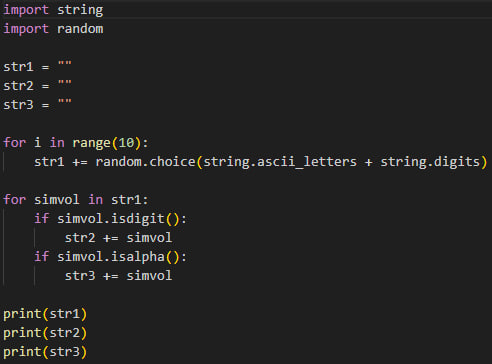 import string
import random

str1 = ""
str2 = ""
str3 = ""

for i in range(10):
    str1 += random.choice(string.ascii_letters + string.digits)

for simvol in str1:
    if simvol.isdigit():
        str2 += simvol
    if simvol.isalpha():
        str3 += simvol

print(str1)
print(str2)
print(str3)